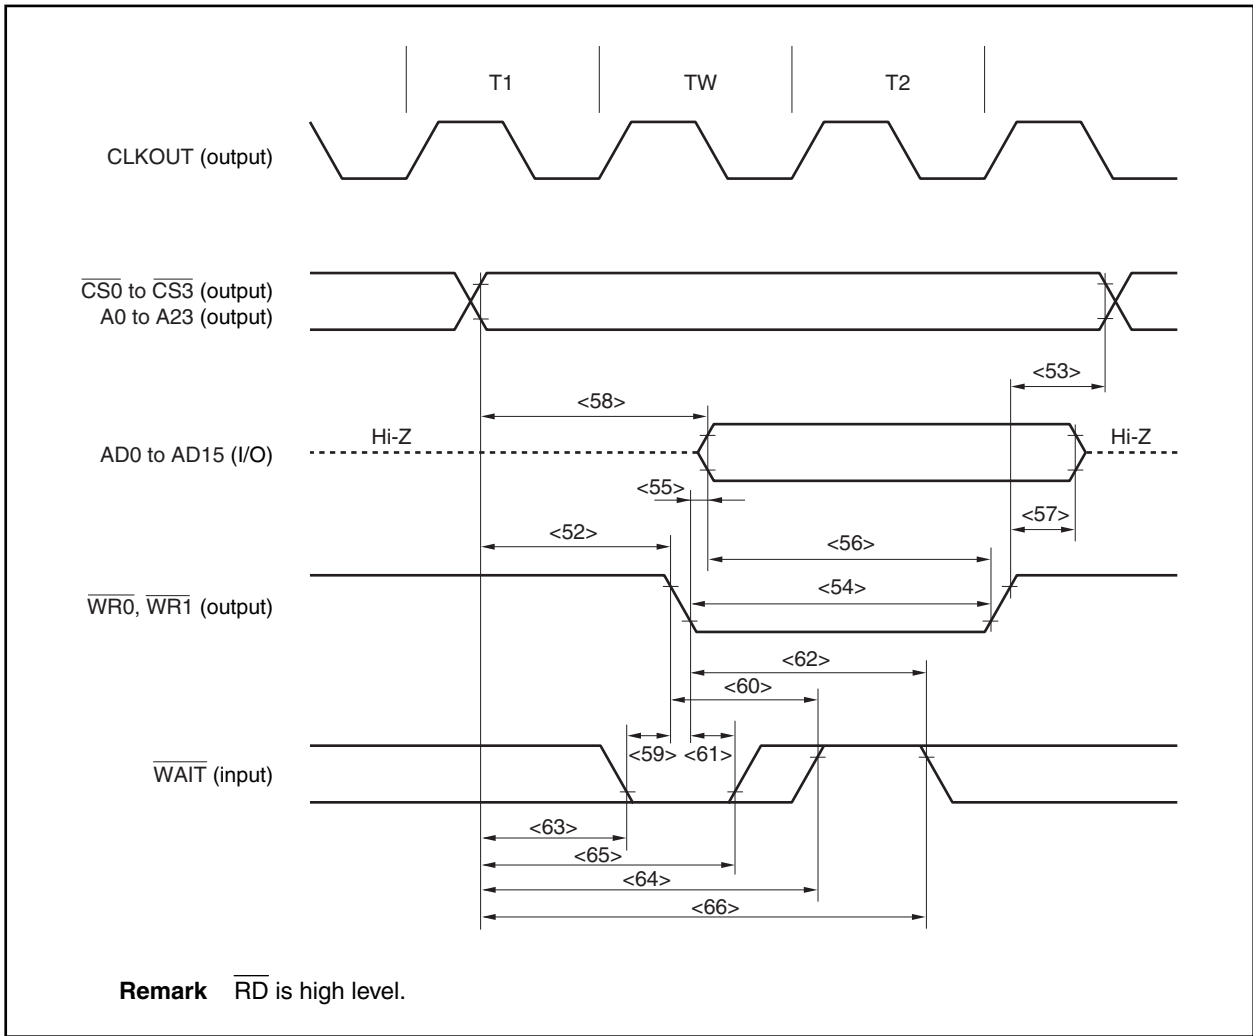 T1 TW T2
CLKOUT (output)
CS0 to CS3 (output)
A0 to A23 (output)
<53>
<58>
Hi-Z Hi-Z
AD0 to AD15 (I/O)
<55>
<57>
<52>
<56>
<54>
WR0, WR1 (output)
<62>
<60>
<59> <61>
WAIT (input)
<63>
<65>
<64>
<66>
Remark RD is high level.